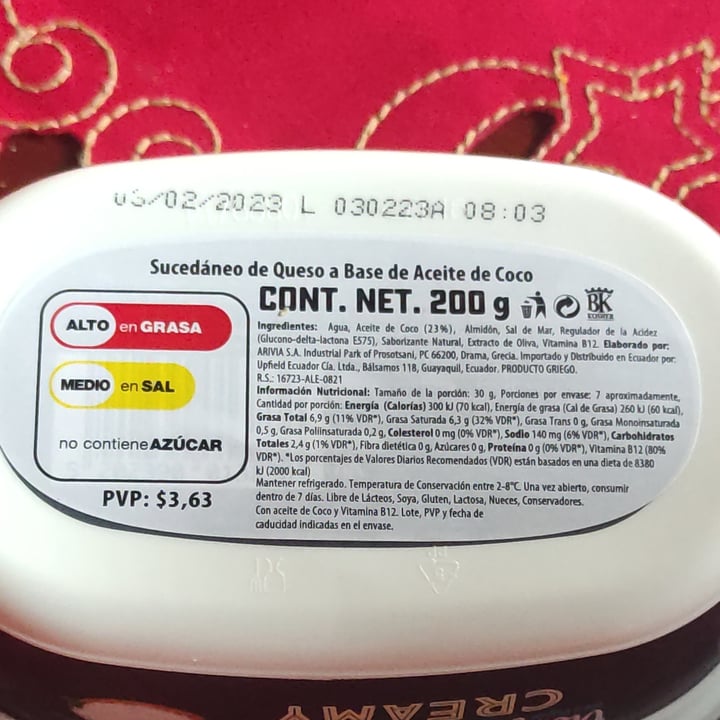 05/02/2023 L 030223A 08:03
Sucedáneo de Queso a Base de Aceite de Coco
CONT. NET. 200 g
BK
KOSHER
ALTO en GRASA
MEDIO en SAL
no contiene AZÚCAR
PVP: $3,63
Ingredientes: Agua, Aceite de Coco (23%), Almidón, Sal de Mar, Regulador de la Acidez
(Glucono-delta-lactona E575), Saborizante Natural, Extracto de Oliva, Vitamina B12. Elaborado por:
ARIVIA S.A. Industrial Park of Prosotsani, PC 66200, Drama, Grecia. Importado y Distribuido en Ecuador por:
Upfield Ecuador Cía. Ltda., Bálsamos 118, Guayaquil, Ecuador. PRODUCTO GRIEGO.
R.S.: 16723-ALE-0821
Información Nutricional: Tamaño de la porción: 30 g, Porciones por envase: 7 aproximadamente,
Cantidad por porción: Energía (Calorías) 300 kJ (70 kcal), Energía de grasa (Cal de Grasa) 260 kJ (60 kcal),
Grasa Total 6,9 g (11% VDR*), Grasa Saturada 6,3 g (32% VDR*), Grasa Trans 0 g, Grasa Monoinsaturada
0,5 g, Grasa Poliinsaturada 0,2 g, Colesterol 0 mg (0% VDR*), Sodio 140 mg (6% VDR*), Carbohidratos
Totales 2,4 g (1% VDR*), Fibra dietética 0 g, Azúcares 0 g, Proteína 0 g (0% VDR*), Vitamina B12 (80%
VDR*). *Los porcentajes de Valores Diarios Recomendados (VDR) están basados en una dieta de 8380
kJ (2000 kcal)
Mantener refrigerado. Temperatura de Conservación entre 2-8°C. Una vez abierto, consumir
dentro de 7 días. Libre de Lácteos, Soya, Gluten, Lactosa, Nueces, Conservadores.
Con aceite de Coco y Vitamina B12. Lote, PVP y fecha de
caducidad indicadas en el envase.
CREAMY